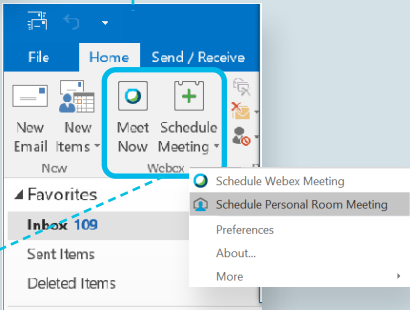 File Home Send / Receive
New Email
New Items
Meet Now
Schedule Meeting
New
Webex
Favorites
Inbox 109
Sent Items
Deleted Items
Schedule Webex Meeting
Schedule Personal Room Meeting
Preferences
About...
More